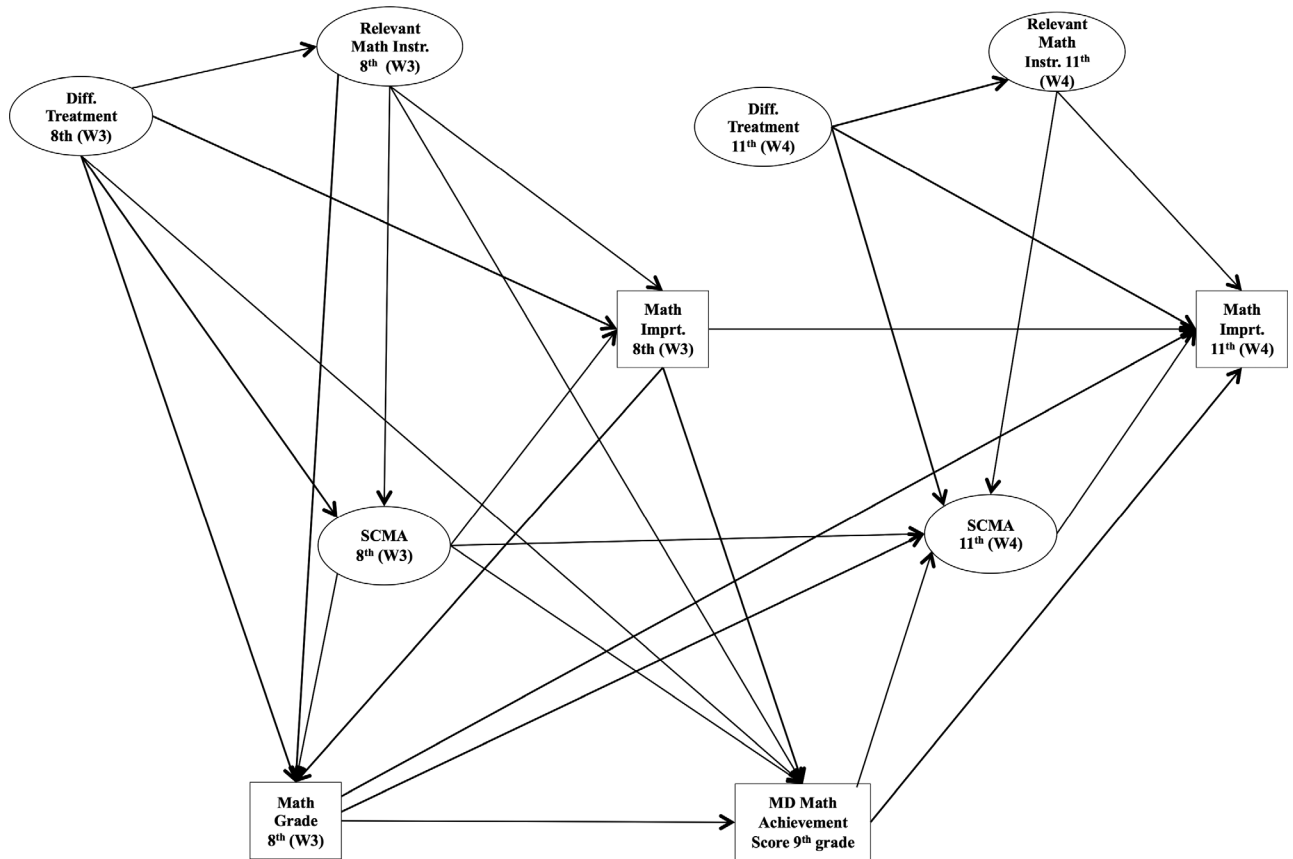 Relevant
Math Instr.
8th (W3)
Relevant
Math
Instr. 11th
(W4)
Diff.
Treatment
8th (W3)
Diff.
Treatment
11th (W4)
Math
Imprt.
8th (W3)
Math
Imprt.
11th (W4)
SCMA
8th (W3)
SCMA
11th (W4)
Math
Grade
8th (W3)
MD Math
Achievement
Score 9th grade